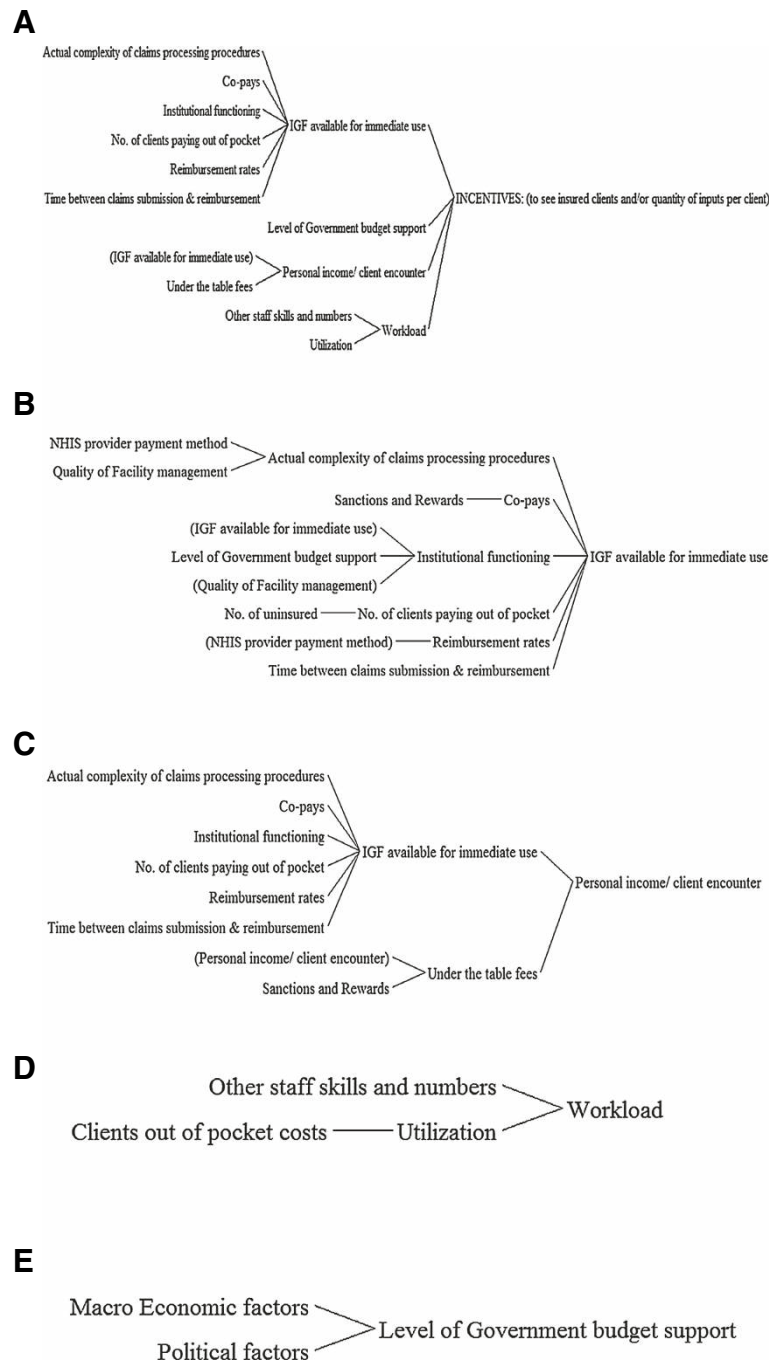 A
Actual complexity of claims processing procedures
Co-pays
Institutional functioning
IGF available for immediate use
No. of clients paying out of pocket
Reimbursement rates
Time between claims submission & reimbursement
INCENTIVES: (to see insured clients and/or quantity of inputs per client)
Level of Government budget support
(IGF available for immediate use)
Personal income/ client encounter
Under the table fees
Other staff skills and numbers
Workload
Utilization
B
NHIS provider payment method
Actual complexity of claims processing procedures
Quality of Facility management
Sanctions and Rewards
Co-pays
(IGF available for immediate use)
Level of Government budget support
Institutional functioning
IGF available for immediate use
(Quality of Facility management)
No. of uninsured
No. of clients paying out of pocket
(NHIS provider payment method)
Reimbursement rates
Time between claims submission & reimbursement
C
Actual complexity of claims processing procedures
Co-pays
Institutional functioning
IGF available for immediate use
No. of clients paying out of pocket
Personal income/ client encounter
Reimbursement rates
Time between claims submission & reimbursement
(Personal income/ client encounter)
Under the table fees
Sanctions and Rewards
D
Other staff skills and numbers
Workload
Clients out of pocket costs
Utilization
E
Macro Economic factors
Level of Government budget support
Political factors